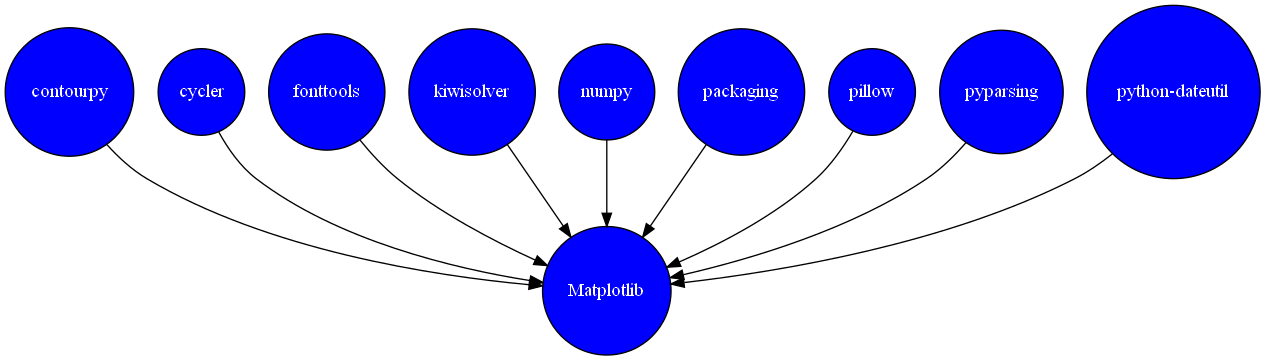 contourpy
cycler
fonttools
kiwisolver
numpy
packaging
pillow
pyparsing
python-dateutil
Matplotlib